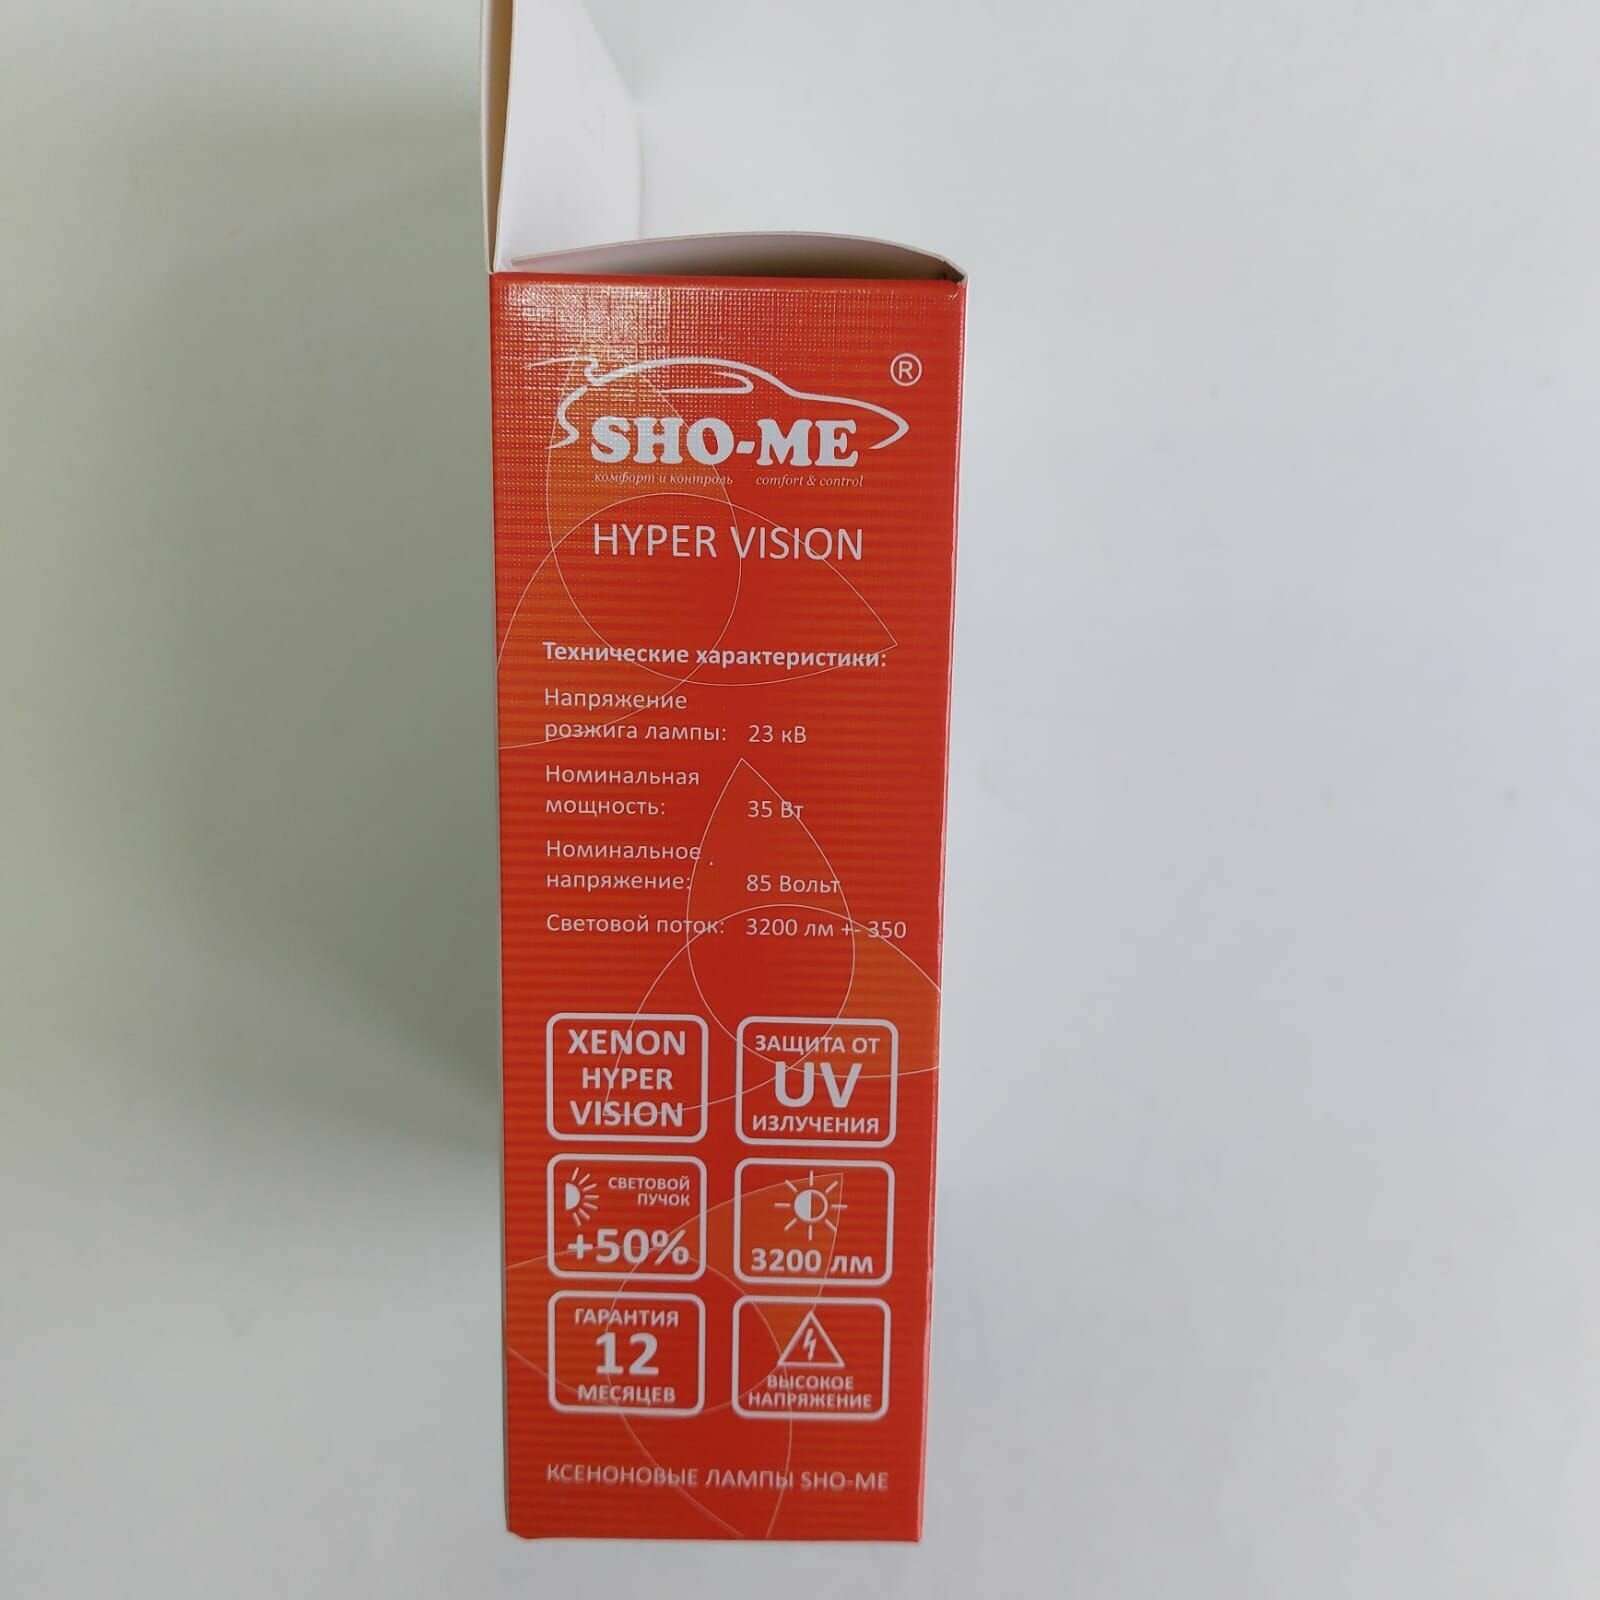 ®
SHO-ME
комфорт и контроль comfort & control
HYPER VISION
Технические характеристики:
Напряжение
розжига лампы: 23 кВ
Номинальная
мощность: 35 Вт
Номинальное
напряжение: 85 Вольт
Световой поток: 3200 лм +- 350
XENON
HYPER
VISION
ЗАЩИТА ОТ
UV
ИЗЛУЧЕНИЯ
СВЕТОВОЙ
ПУЧОК
+50%
3200 лм
ГАРАНТИЯ
12
МЕСЯЦЕВ
ВЫСОКОЕ
НАПРЯЖЕНИЕ
КСЕНОНОВЫЕ ЛАМПЫ SHO-ME